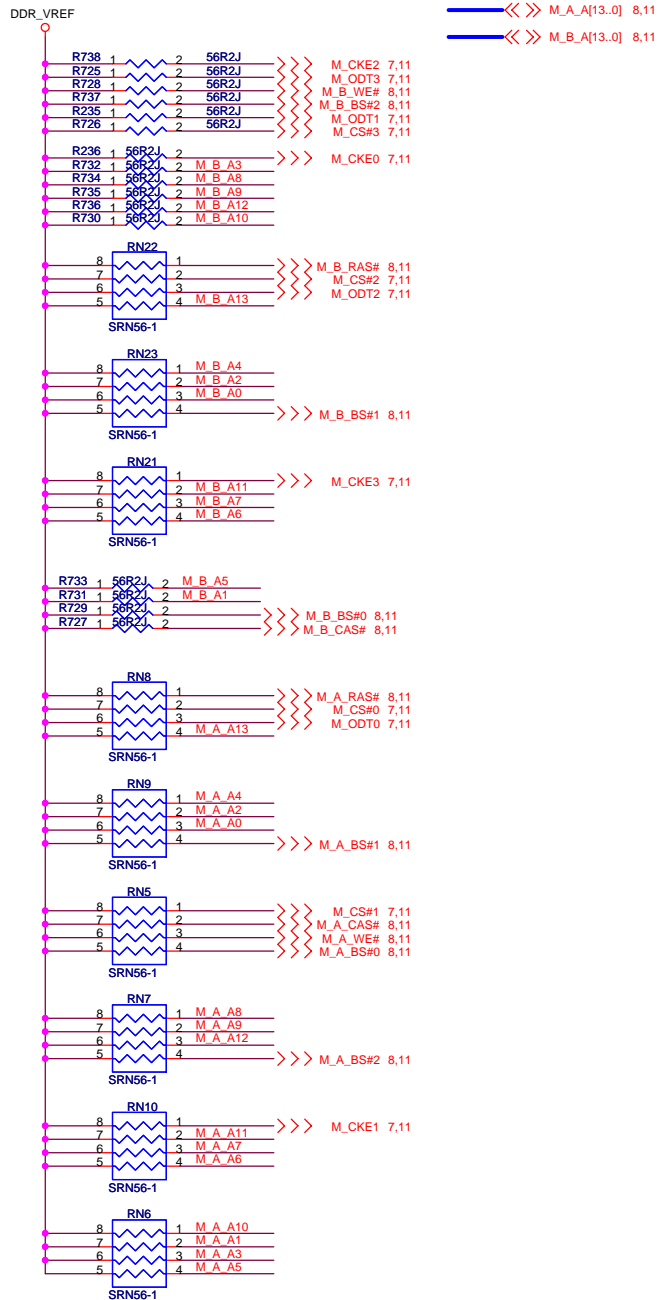 DDR_VREF
M_A_A[13..0] 8,11
M_B_A[13..0] 8,11
R738 1 2 56R2J M_CKE2 7,11
R725 1 2 56R2J M_ODT3 7,11
R728 1 2 56R2J M_B_WE# 8,11
R737 1 2 56R2J M_B_BS#2 8,11
R235 1 2 56R2J M_ODT1 7,11
R726 1 2 56R2J M_CS#3 7,11
R236 1 56R2J 2 M_CKE0 7,11
R732 1 56R2J 2 M_B_A3
R734 1 56R2J 2 M_B_A8
R735 1 56R2J 2 M_B_A9
R736 1 56R2J 2 M_B_A12
R730 1 56R2J 2 M_B_A10
RN22
8 1 M_B_RAS# 8,11
7 2 M_CS#2 7,11
6 3 M_ODT2 7,11
5 4 M_B_A13
SRN56-1
RN23
8 1 M_B_A4
7 2 M_B_A2
6 3 M_B_A0
5 4 M_B_BS#1 8,11
SRN56-1
RN21
8 1 M_CKE3 7,11
7 2 M_B_A11
6 3 M_B_A7
5 4 M_B_A6
SRN56-1
R733 1 56R2J 2 M_B_A5
R731 1 56R2J 2 M_B_A1
R729 1 56R2J 2 M_B_BS#0 8,11
R727 1 56R2J 2 M_B_CAS# 8,11
RN8
8 1 M_A_RAS# 8,11
7 2 M_CS#0 7,11
6 3 M_ODT0 7,11
5 4 M_A_A13
SRN56-1
RN9
8 1 M_A_A4
7 2 M_A_A2
6 3 M_A_A0
5 4 M_A_BS#1 8,11
SRN56-1
RN5
8 1 M_CS#1 7,11
7 2 M_A_CAS# 8,11
6 3 M_A_WE# 8,11
5 4 M_A_BS#0 8,11
SRN56-1
RN7
8 1 M_A_A8
7 2 M_A_A9
6 3 M_A_A12
5 4 M_A_BS#2 8,11
SRN56-1
RN10
8 1 M_CKE1 7,11
7 2 M_A_A11
6 3 M_A_A7
5 4 M_A_A6
SRN56-1
RN6
8 1 M_A_A10
7 2 M_A_A1
6 3 M_A_A3
5 4 M_A_A5
SRN56-1